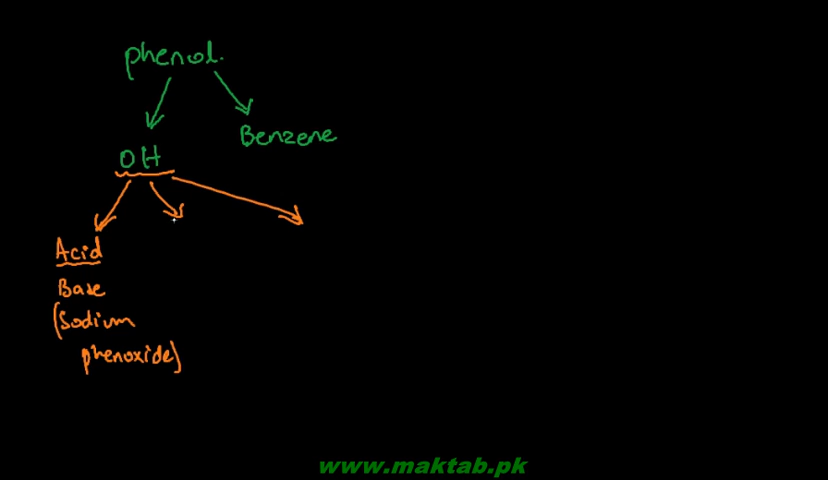 phenol.
OH
Benzene
Acid
Base
(Sodium
phenoxide)
www.maktab.pk